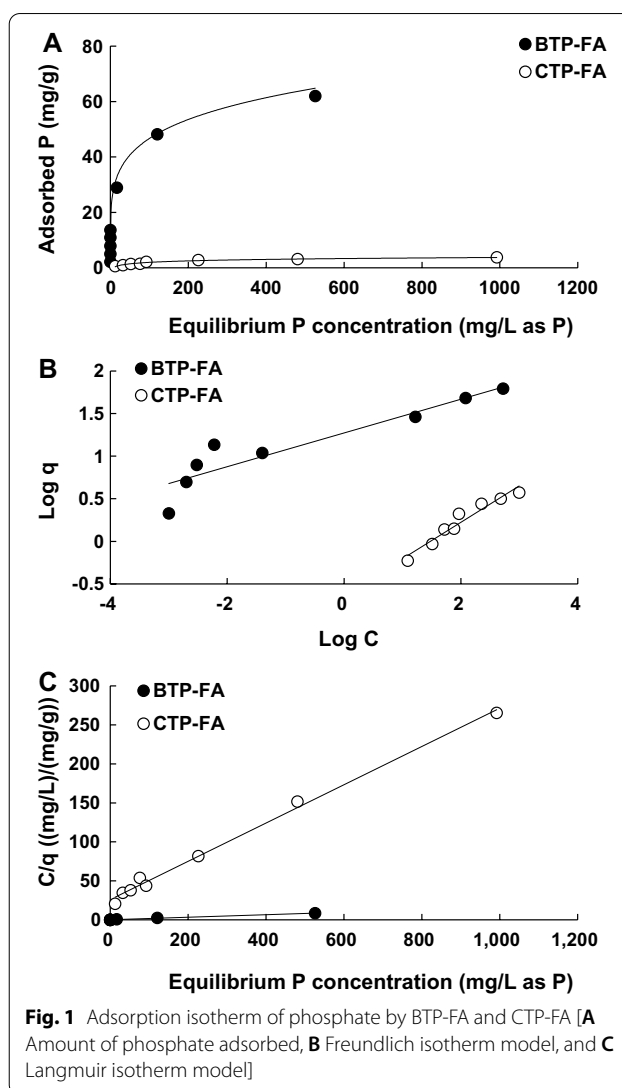 A
BTP-FA
CTP-FA
80
60
40
20
0
Adsorbed P (mg/g)
0 200 400 600 800 1000 1200
Equilibrium P concentration (mg/L as P)
B
BTP-FA
CTP-FA
2
1.5
1
0.5
0
-0.5
Log q
-4 -2 0 2 4
Log C
C
BTP-FA
CTP-FA
300
250
200
150
100
50
0
C/q ((mg/L)/(mg/g))
0 200 400 600 800 1,000 1,200
Equilibrium P concentration (mg/L as P)
Fig. 1 Adsorption isotherm of phosphate by BTP-FA and CTP-FA [A
Amount of phosphate adsorbed, B Freundlich isotherm model, and C
Langmuir isotherm model]